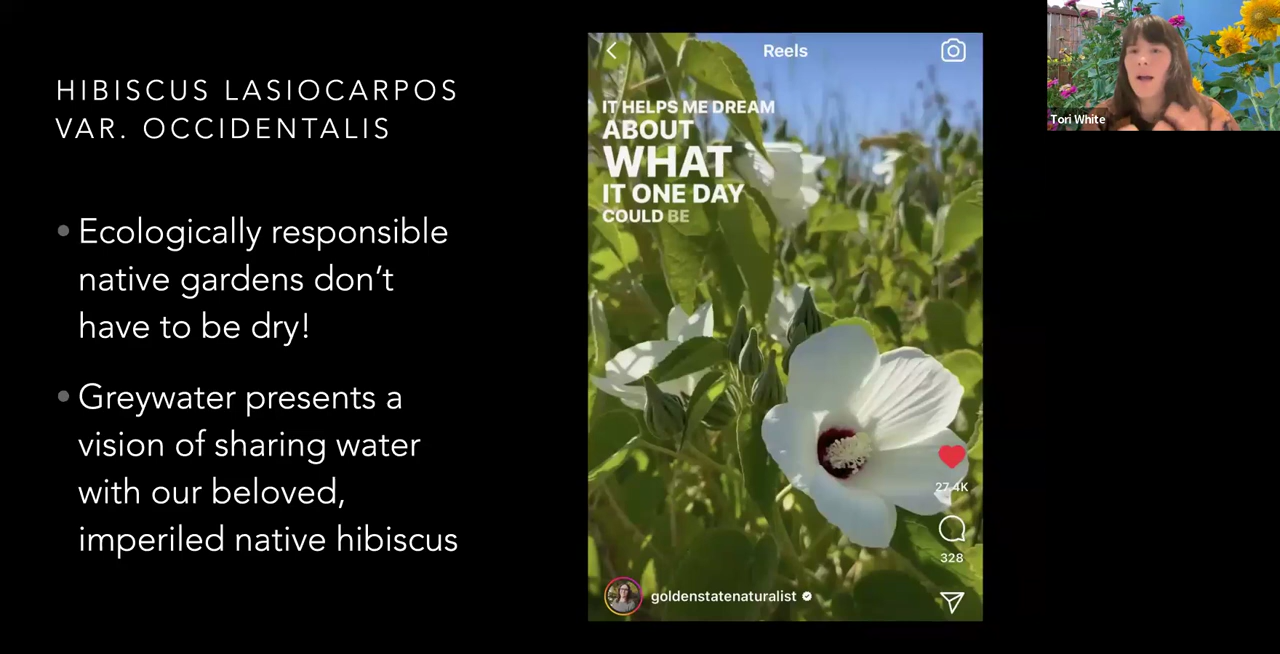 HIBISCUS LASIOCARPOS
VAR. OCCIDENTALIS
• Ecologically responsible
native gardens don’t
have to be dry!
• Greywater presents a
vision of sharing water
with our beloved,
imperiled native hibiscus
Reels
IT HELPS ME DREAM
ABOUT
WHAT
IT ONE DAY
COULD BE
27.4K
328
goldenstatenaturalist
Tori White